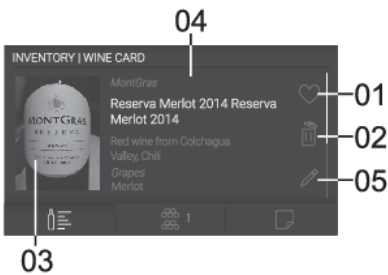 04
INVENTORY | WINE CARD
MontGras
Reserva Merlot 2014 Reserva
Merlot 2014
Red wine from Colchagua
Valley, Chili
Grapes
Merlot
MONTGRAS
RESERVA
1
01
02
05
03